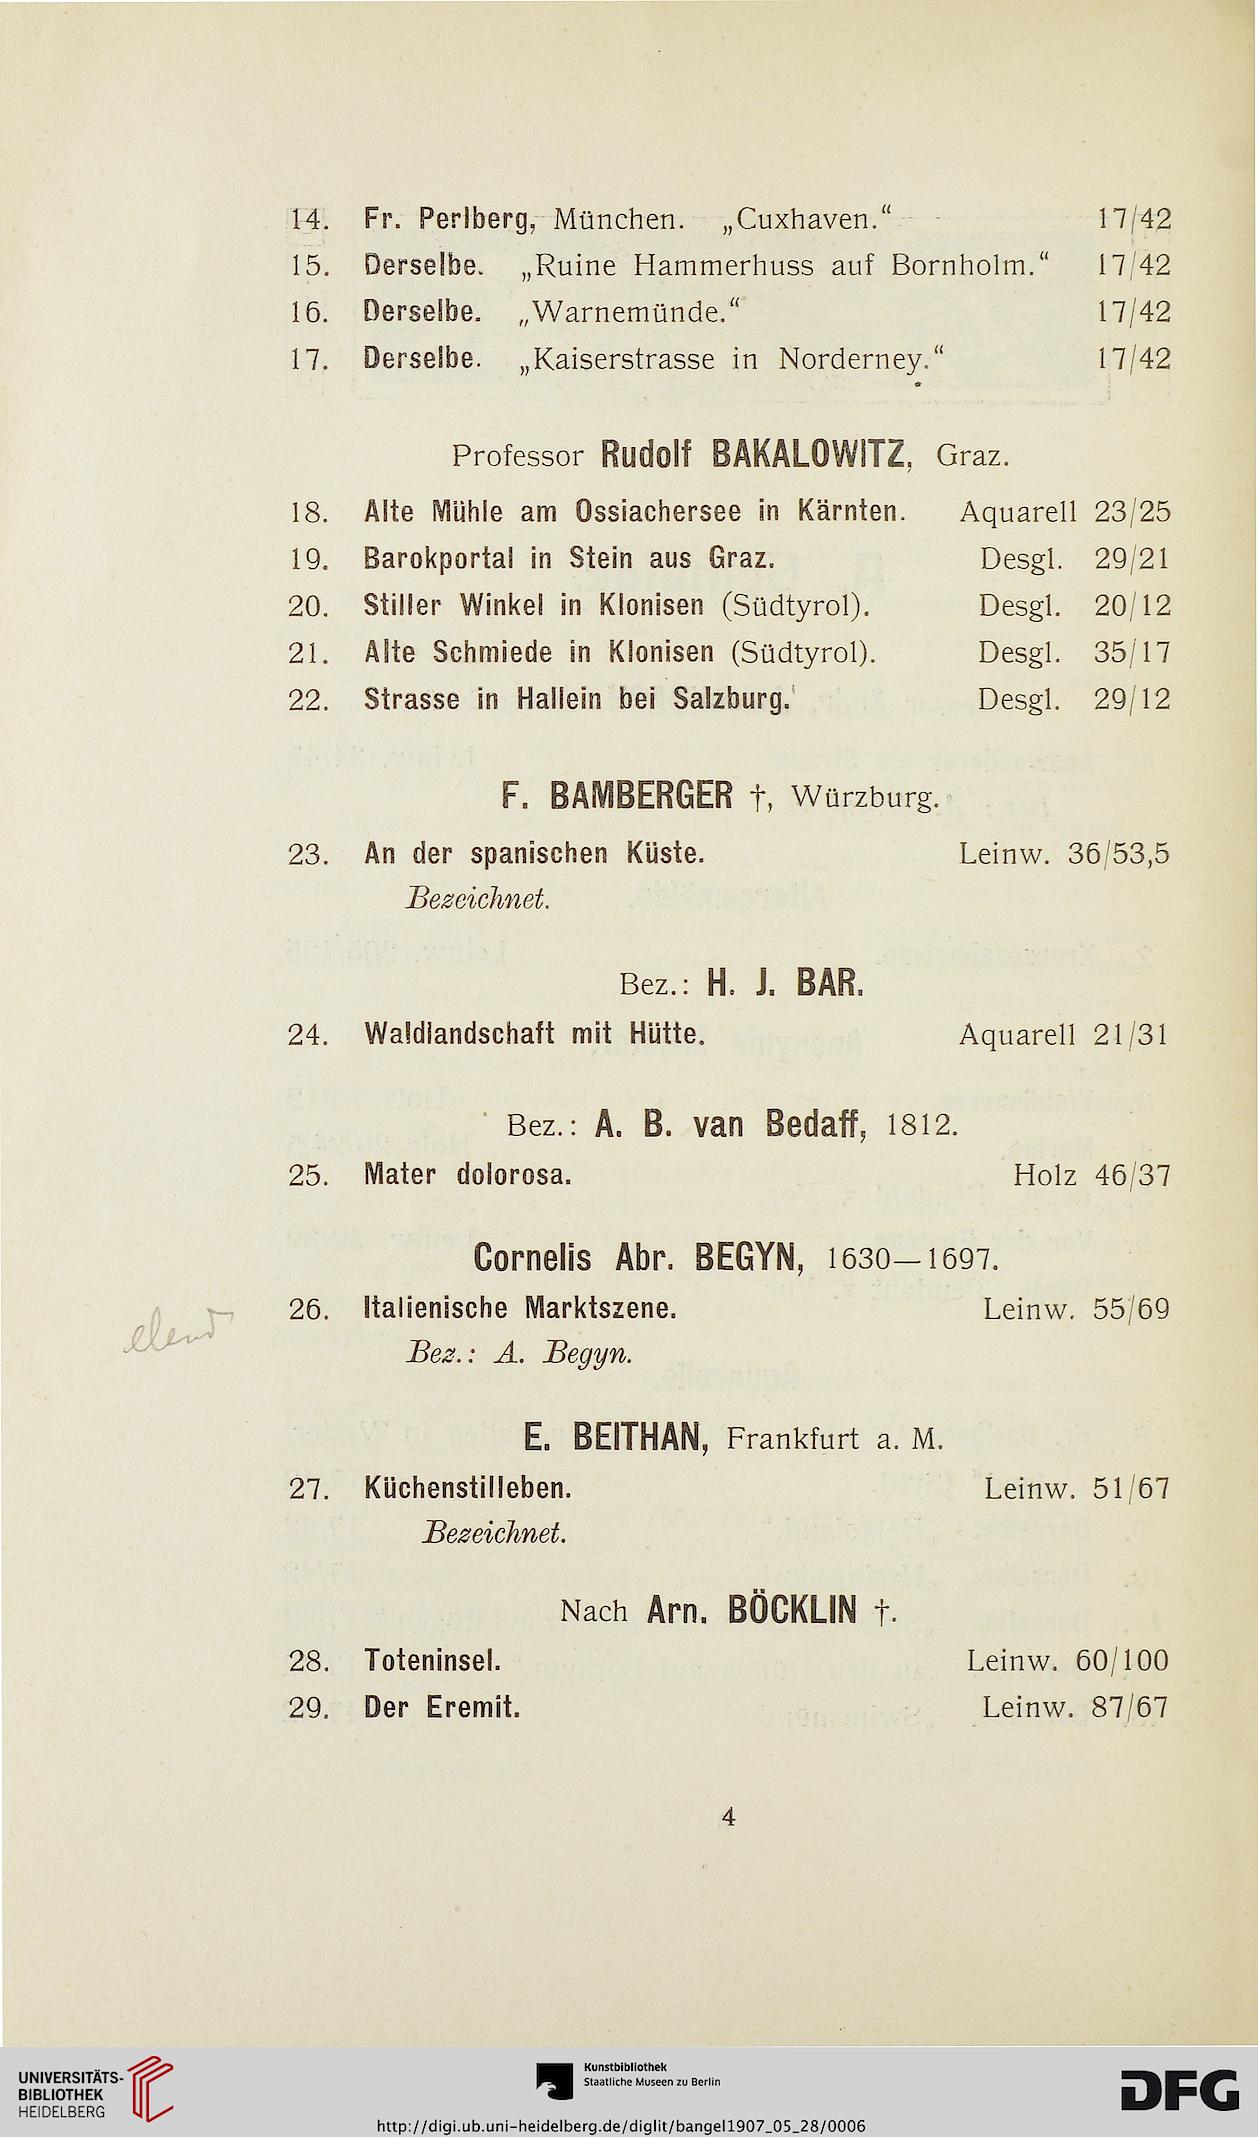 14. Fr. Perlberg, München. „Cuxhaven.“ 17/42
15. Derselbe. „Ruine Hammerhuss auf Bornholm.“ 17/42
16. Derselbe. „Warnemünde.“ 17/42
17. Derselbe. „Kaiserstrasse in Norderney.“ 17/42
Professor Rudolf BAKALOWITZ, Graz.
18. Alte Mühle am Ossiachersee in Kärnten. Aquarell 23/25
19. Barokportal in Stein aus Graz. Desgl. 29/21
20. Stiller Winkel in Klonisen (Südtyrol). Desgl. 20/12
21. Alte Schmiede in Klonisen (Südtyrol). Desgl. 35/17
22. Strasse in Hallein bei Salzburg. Desgl. 29/12
F. BAMBERGER †, Würzburg.
23. An der spanischen Küste. Leinw. 36/53,5
Bezeichnet.
Bez.: H. J. BAR.
24. Waldlandschaft mit Hütte. Aquarell 21/31
Bez.: A. B. van Bedaff, 1812.
25. Mater dolorosa. Holz 46/37
Cornelis Abr. BEGYN, 1630—1697.
elend 26. Italienische Marktszene. Leinw. 55/69
Bez.: A. Begyn.
E. BEITHAN, Frankfurt a. M.
27. Küchenstilleben. Leinw. 51/67
Bezeichnet.
Nach Arn. BÖCKLIN †.
28. Toteninsel. Leinw. 60/100
29. Der Eremit. Leinw. 87/67
4
UNIVERSITÄTS-
BIBLIOTHEK
HEIDELBERG
Kunstbibliothek
Staatliche Museen zu Berlin
http://digi.ub.uni-heidelberg.de/diglit/bangel1907_05_28/0006
DFG